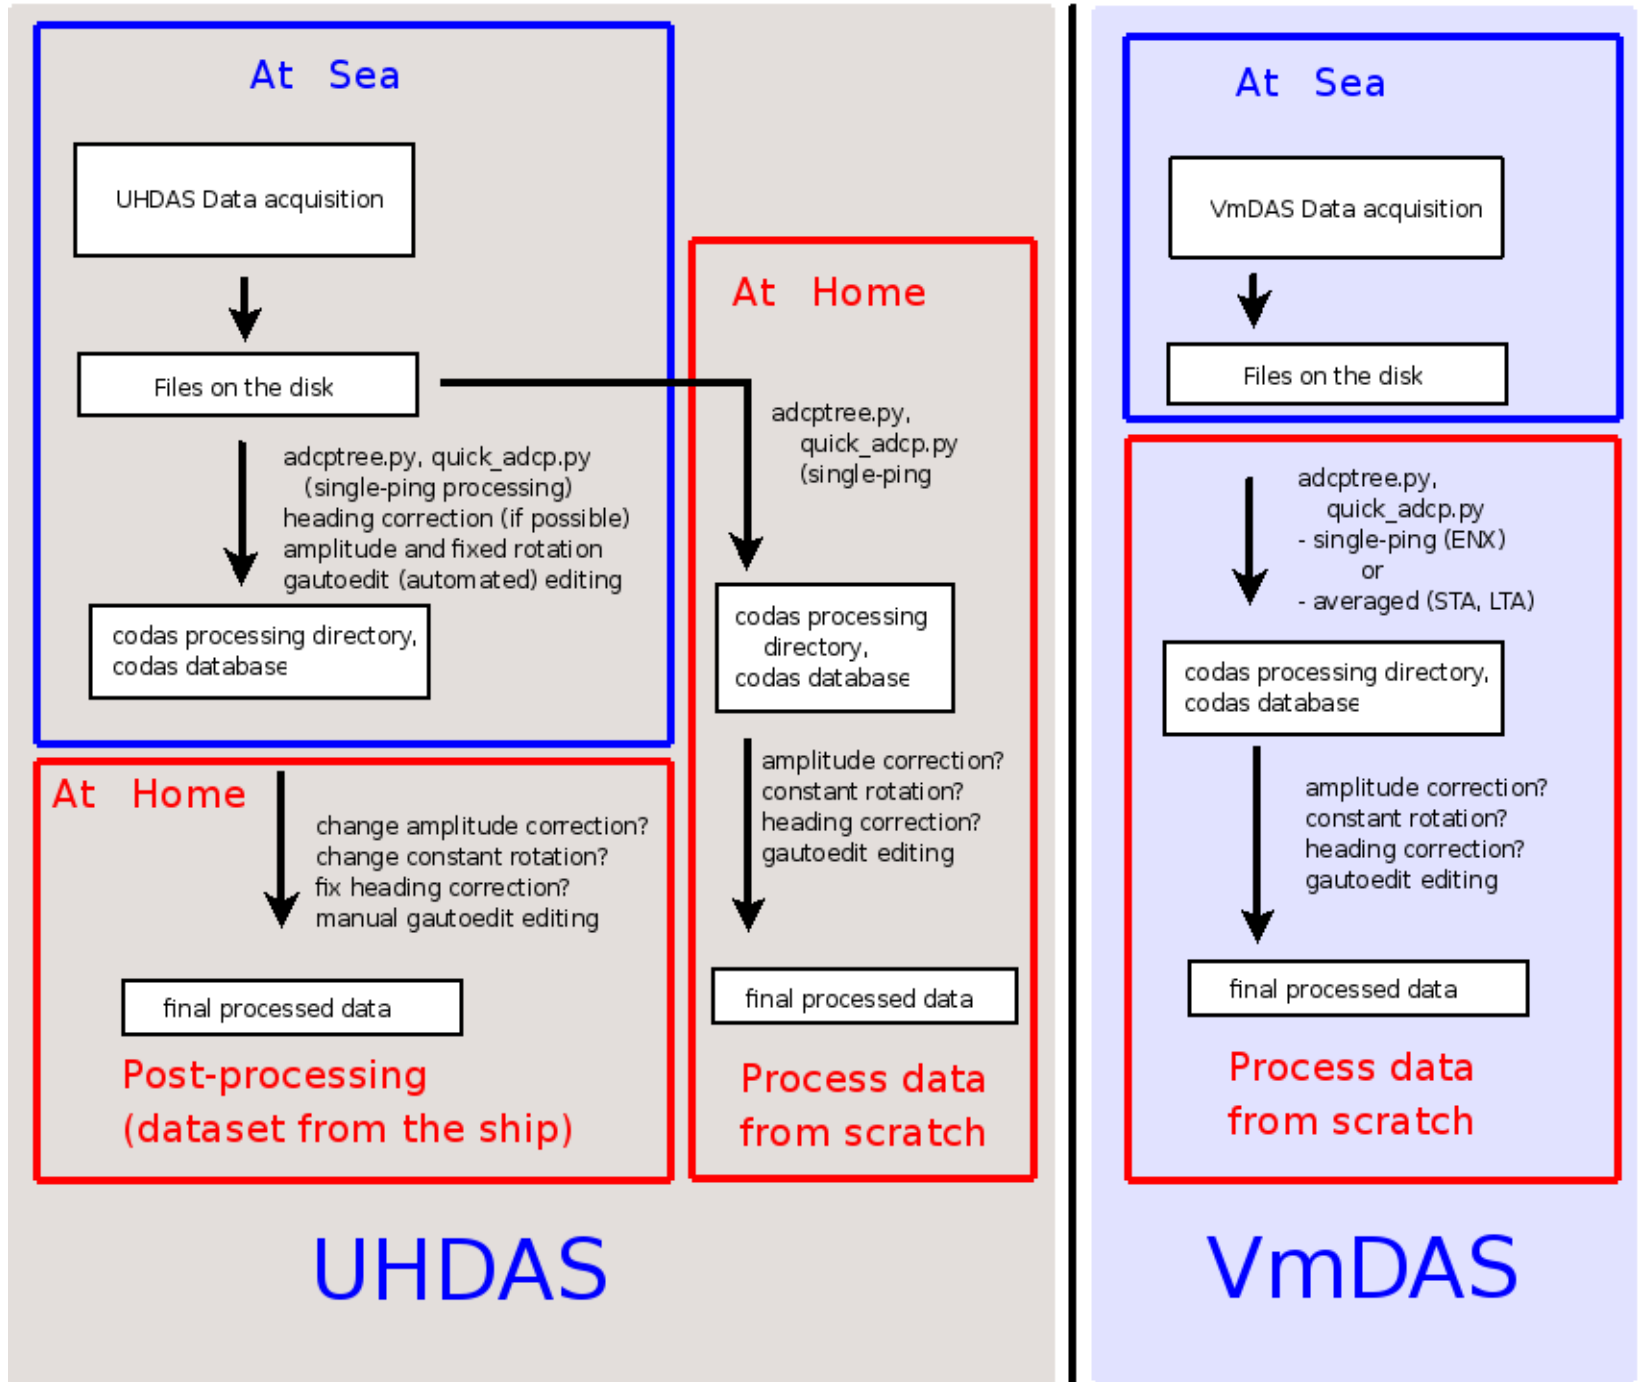 At Sea
UHDAS Data acquisition
Files on the disk
adcptree.py, quick_adcp.py
(single-ping processing)
heading correction (if possible)
amplitude and fixed rotation
gautoedit (automated) editing
codas processing directory,
codas database
At Home
change amplitude correction?
change constant rotation?
fix heading correction?
manual gautoedit editing
final processed data
Post-processing
(dataset from the ship)
At Home
adcptree.py,
quick_adcp.py
(single-ping
codas processing
directory,
codas database
amplitude correction?
constant rotation?
heading correction?
gautoedit editing
final processed data
Process data
from scratch
UHDAS
At Sea
VmDAS Data acquisition
Files on the disk
adcptree.py,
quick_adcp.py
- single-ping (ENX)
or
- averaged (STA, LTA)
codas processing directory,
codas database
amplitude correction?
constant rotation?
heading correction?
gautoedit editing
final processed data
Process data
from scratch
VmDAS